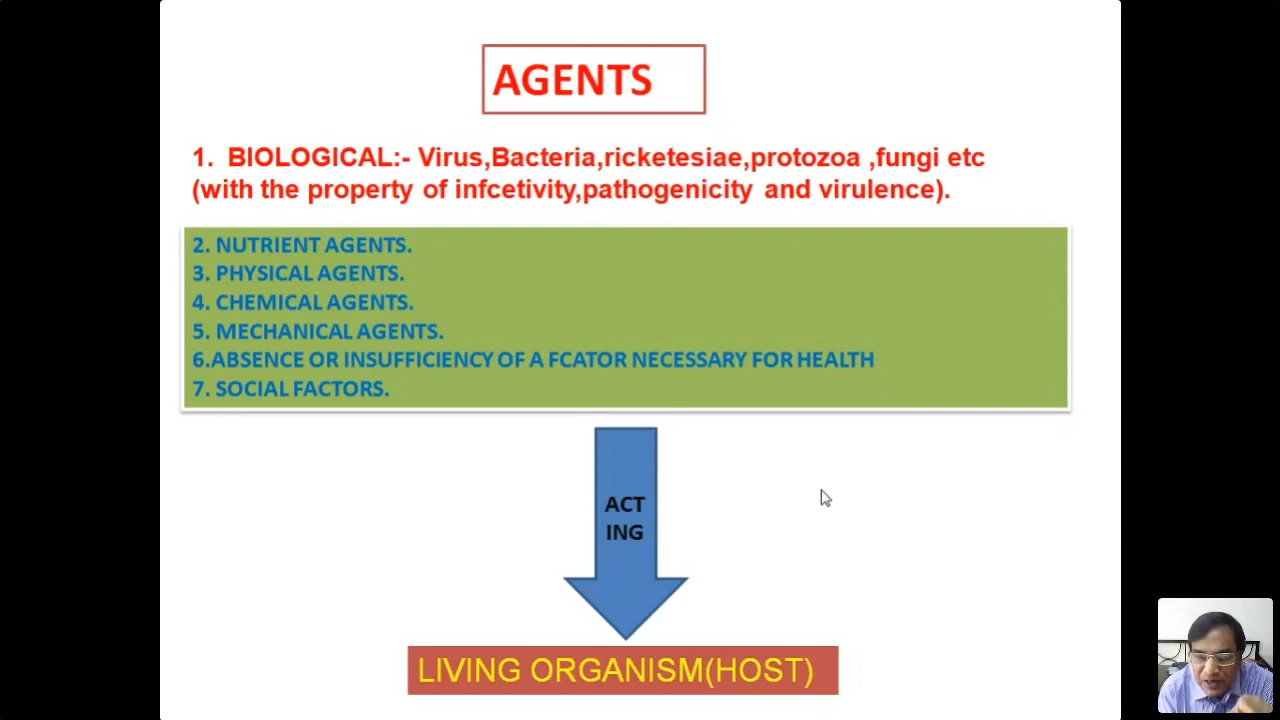 AGENTS
1. BIOLOGICAL:- Virus,Bacteria,ricketesiae,protozoa ,fungi etc
(with the property of infcetivity,pathogenicity and virulence).
2. NUTRIENT AGENTS.
3. PHYSICAL AGENTS.
4. CHEMICAL AGENTS.
5. MECHANICAL AGENTS.
6.ABSENCE OR INSUFFICIENCY OF A FCATOR NECESSARY FOR HEALTH
7. SOCIAL FACTORS.
ACT
ING
LIVING ORGANISM(HOST)